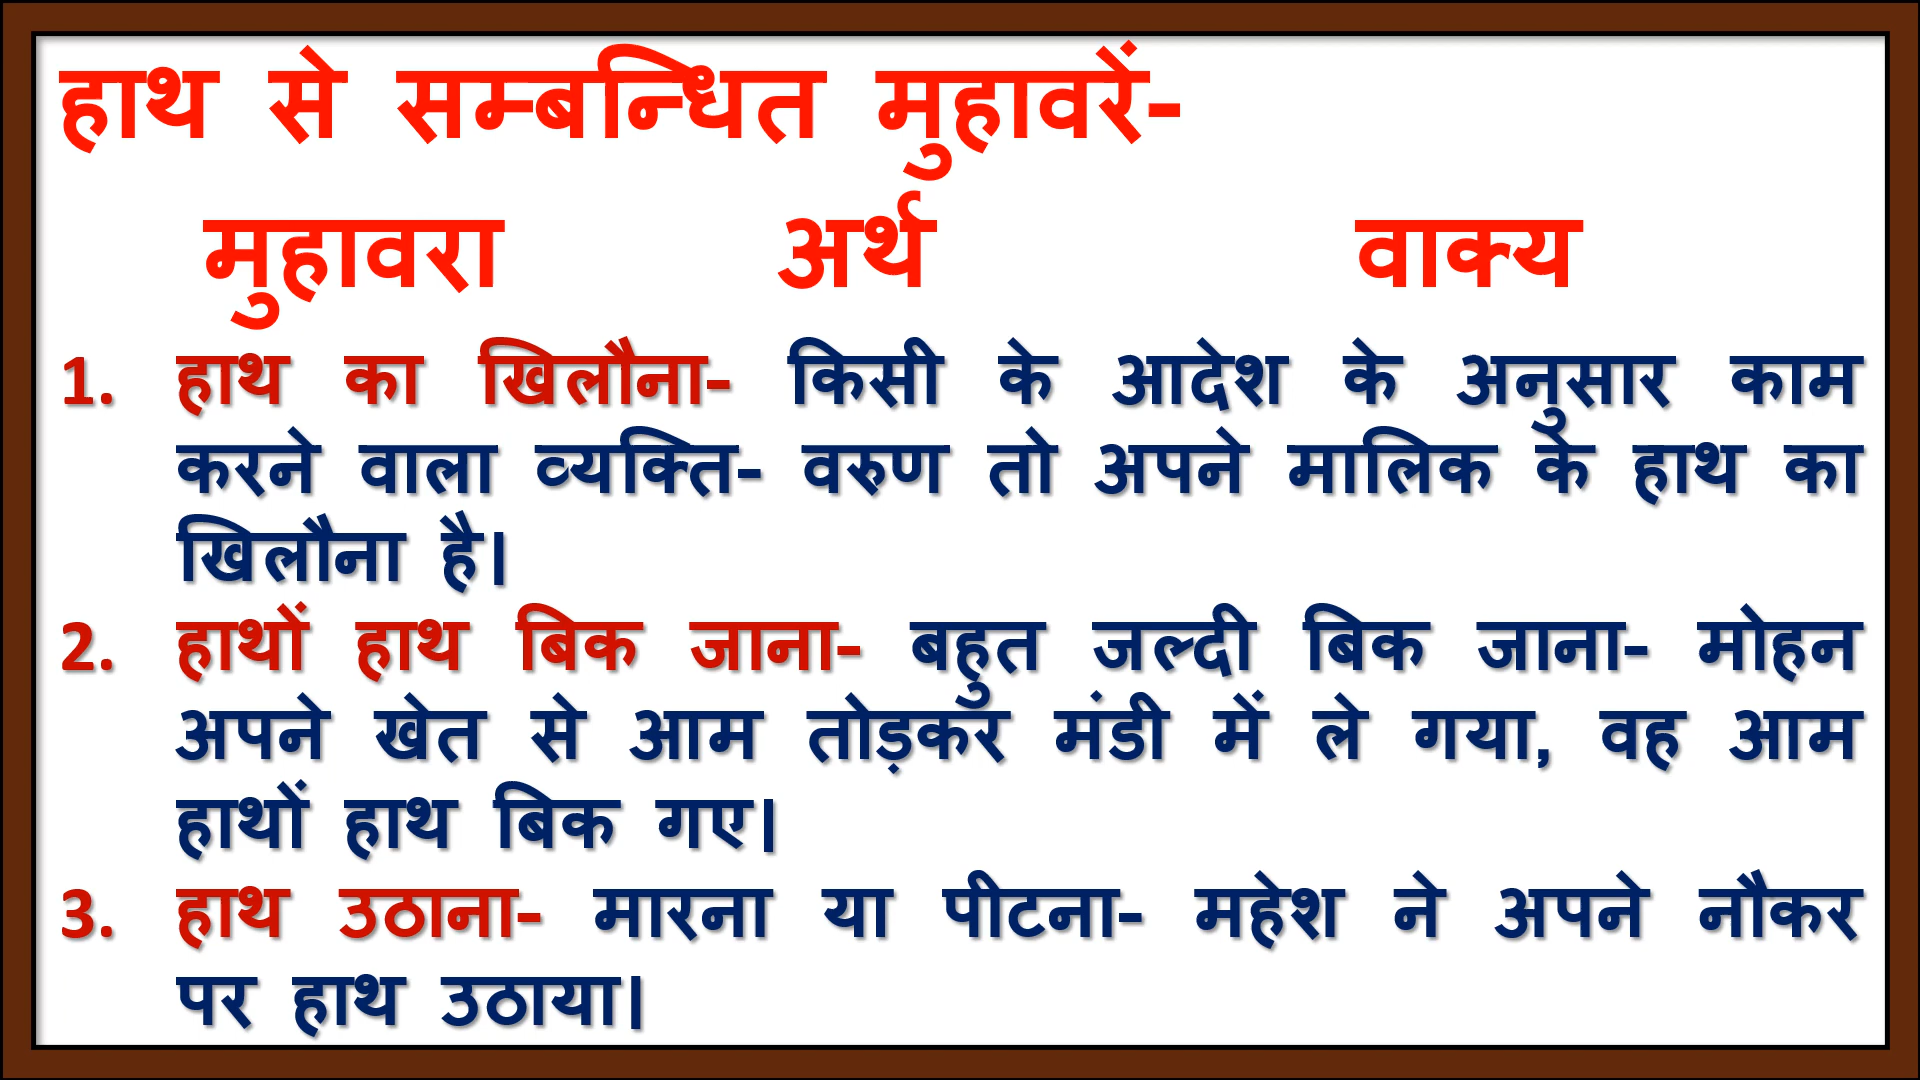 हाथ से सम्बन्धित मुहावरें-
मुहावरा अर्थ वाक्य
1. हाथ का खिलौना- किसी के आदेश के अनुसार काम
करने वाला व्यक्ति- वरुण तो अपने मालिक के हाथ का
खिलौना है।
2. हाथों हाथ बिक जाना- बहुत जल्दी बिक जाना- मोहन
अपने खेत से आम तोड़कर मंडी में ले गया, वह आम
हाथों हाथ बिक गए।
3. हाथ उठाना- मारना या पीटना- महेश ने अपने नौकर
पर हाथ उठाया।